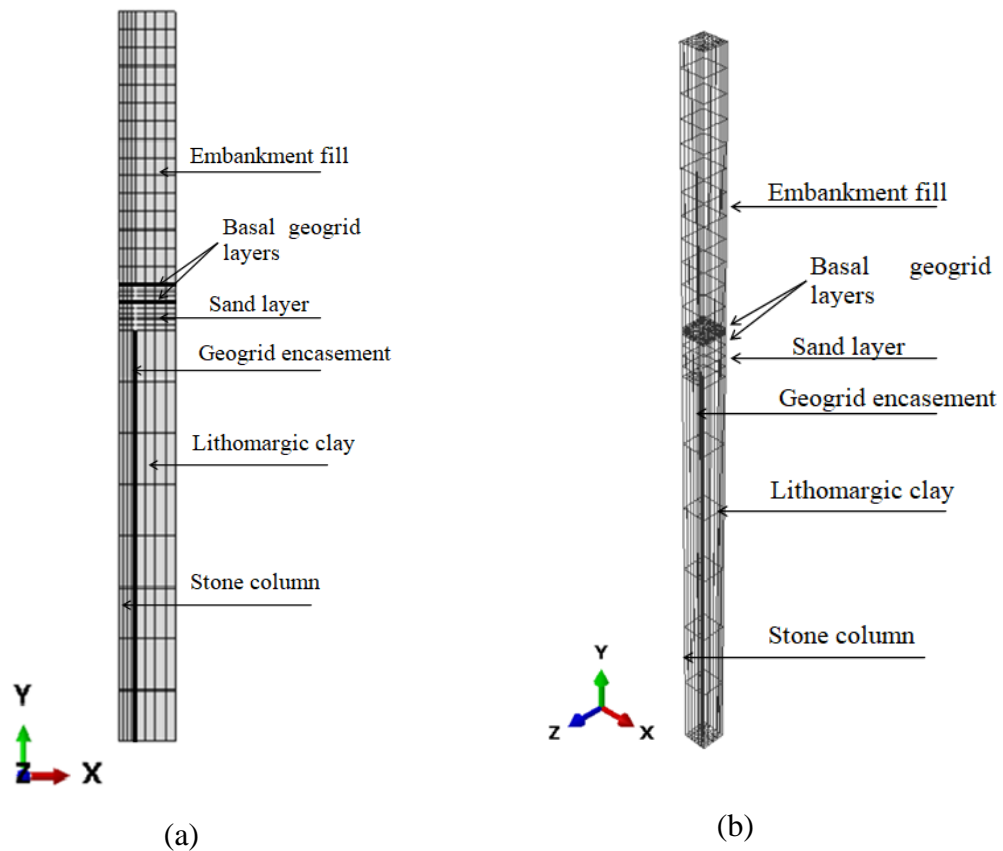 Embankment fill
Basal geogrid
layers
Sand layer
Geogrid encasement
Lithomargic clay
Stone column
Y
Z
X
(a)
Embankment fill
Basal geogrid
layers
Sand layer
Geogrid encasement
Lithomargic clay
Stone column
Y
Z
X
(b)